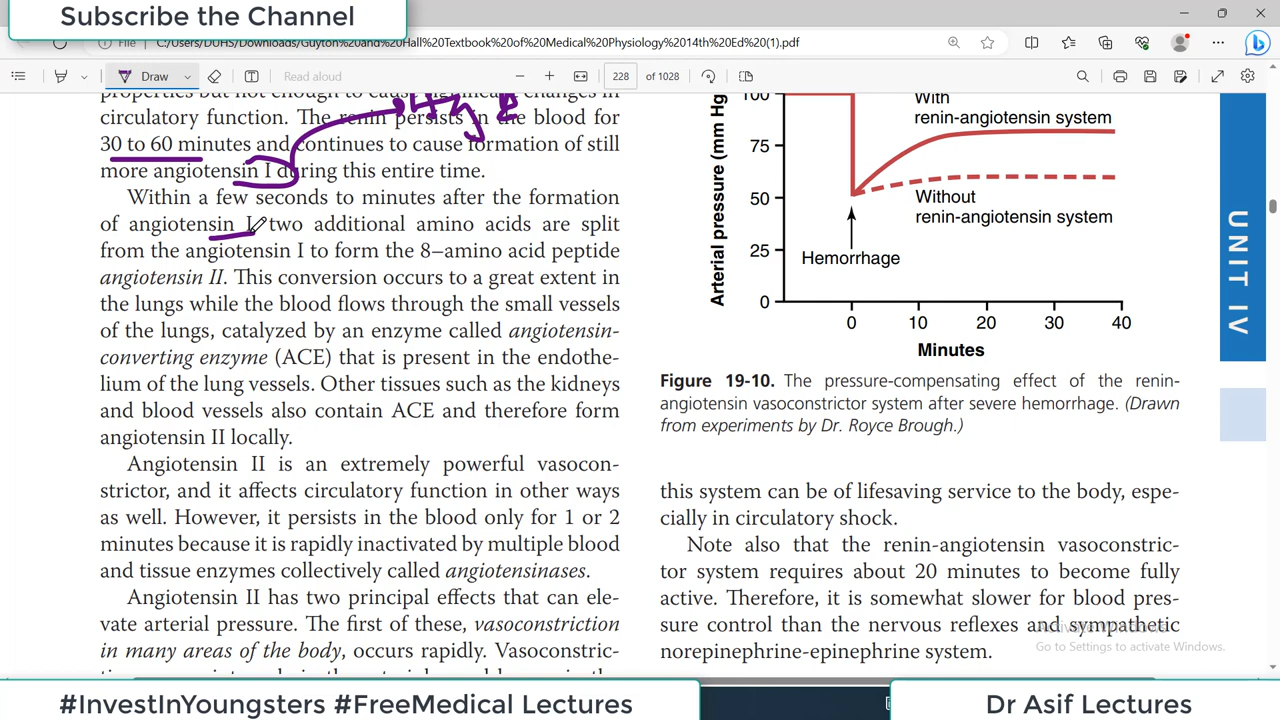 Subscribe the Channel
File
C:/Users/DUHS/Downloads/Guyton%20and%20Hall%20Textbook%20of%20Medical%20Physiology%2014th%20Ed%20(1).pdf
Draw
Read aloud
228 of 1028
properties but not enough to cause significant changes in
circulatory function. The renin persists in the blood for
30 to 60 minutes and continues to cause formation of still
more angiotensin I during this entire time.
Within a few seconds to minutes after the formation
of angiotensin I, two additional amino acids are split
from the angiotensin I to form the 8–amino acid peptide
angiotensin II. This conversion occurs to a great extent in
the lungs while the blood flows through the small vessels
of the lungs, catalyzed by an enzyme called angiotensin-
converting enzyme (ACE) that is present in the endothe-
lium of the lung vessels. Other tissues such as the kidneys
and blood vessels also contain ACE and therefore form
angiotensin II locally.
Angiotensin II is an extremely powerful vasocon-
strictor, and it affects circulatory function in other ways
as well. However, it persists in the blood only for 1 or 2
minutes because it is rapidly inactivated by multiple blood
and tissue enzymes collectively called angiotensinases.
Angiotensin II has two principal effects that can ele-
vate arterial pressure. The first of these, vasoconstriction
in many areas of the body, occurs rapidly. Vasoconstric-
Arterial pressure (mm Hg
100
75
50
25
0
With
renin-angiotensin system
Without
renin-angiotensin system
Hemorrhage
0 10 20 30 40
Minutes
Figure 19-10. The pressure-compensating effect of the renin-
angiotensin vasoconstrictor system after severe hemorrhage. (Drawn
from experiments by Dr. Royce Brough.)
this system can be of lifesaving service to the body, espe-
cially in circulatory shock.
Note also that the renin-angiotensin vasoconstric-
tor system requires about 20 minutes to become fully
active. Therefore, it is somewhat slower for blood pres-
sure control than the nervous reflexes and sympathetic
norepinephrine-epinephrine system.
UNIT IV
Activate Windows
Go to Settings to activate Windows.
#InvestInYoungsters #FreeMedical Lectures
Dr Asif Lectures